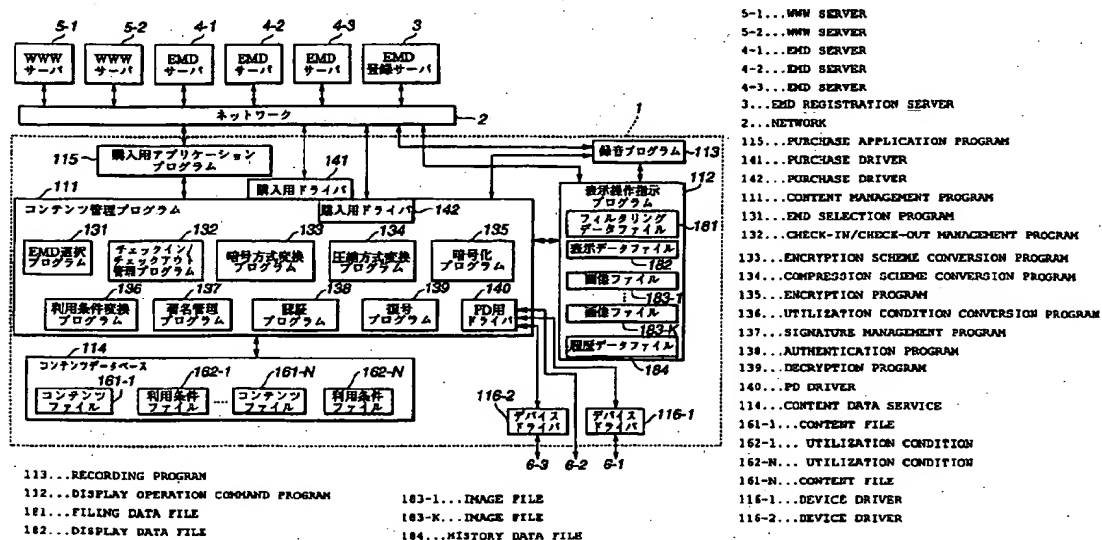 5-1 5-2 4-1 4-2 4-3 3
WWW サーバ
WWW サーバ
EMD サーバ
EMD サーバ
EMD サーバ
EMD 登録サーバ
ネットワーク
2
1
115
購入用アプリケーション
プログラム
141
購入用ドライバ
録音プログラム
113
111
コンテンツ管理プログラム
購入用ドライバ
142
112
表示操作指示
プログラム
フィルタリング
データファイル
181
表示データファイル
182
画像ファイル
183-1
画像ファイル
183-K
履歴データファイル
184
131
EMD選択
プログラム
132
チェックイン/
チェックアウト
管理プログラム
133
暗号方式変換
プログラム
134
圧縮方式変換
プログラム
135
暗号化
プログラム
136
利用条件変換
プログラム
137
署名管理
プログラム
138
認証
プログラム
139
復号
プログラム
140
PD用
ドライバ
114
コンテンツデータベース
161-1
コンテンツ
ファイル
162-1
利用条件
ファイル
161-N
コンテンツ
ファイル
162-N
利用条件
ファイル
116-2
デバイス
ドライバ
デバイス
ドライバ
116-1
6-3 6-2 6-1
5-1...WWW SERVER
5-2...WWW SERVER
4-1...EMD SERVER
4-2...EMD SERVER
4-3...EMD SERVER
3...EMD REGISTRATION SERVER
2...NETWORK
115...PURCHASE APPLICATION PROGRAM
141...PURCHASE DRIVER
142...PURCHASE DRIVER
111...CONTENT MANAGEMENT PROGRAM
131...EMD SELECTION PROGRAM
132...CHECK-IN/CHECK-OUT MANAGEMENT PROGRAM
133...ENCRYPTION SCHEME CONVERSION PROGRAM
134...COMPRESSION SCHEME CONVERSION PROGRAM
135...ENCRYPTION PROGRAM
136...UTILIZATION CONDITION CONVERSION PROGRAM
137...SIGNATURE MANAGEMENT PROGRAM
138...AUTHENTICATION PROGRAM
139...DECRYPTION PROGRAM
140...PD DRIVER
114...CONTENT DATA SERVICE
161-1...CONTENT FILE
162-1... UTILIZATION CONDITION
162-N... UTILIZATION CONDITION
161-N...CONTENT FILE
116-1...DEVICE DRIVER
116-2...DEVICE DRIVER
113...RECORDING PROGRAM
112...DISPLAY OPERATION COMMAND PROGRAM
181...FILING DATA FILE
182...DISPLAY DATA FILE
183-1...IMAGE FILE
183-K...IMAGE FILE
184...HISTORY DATA FILE